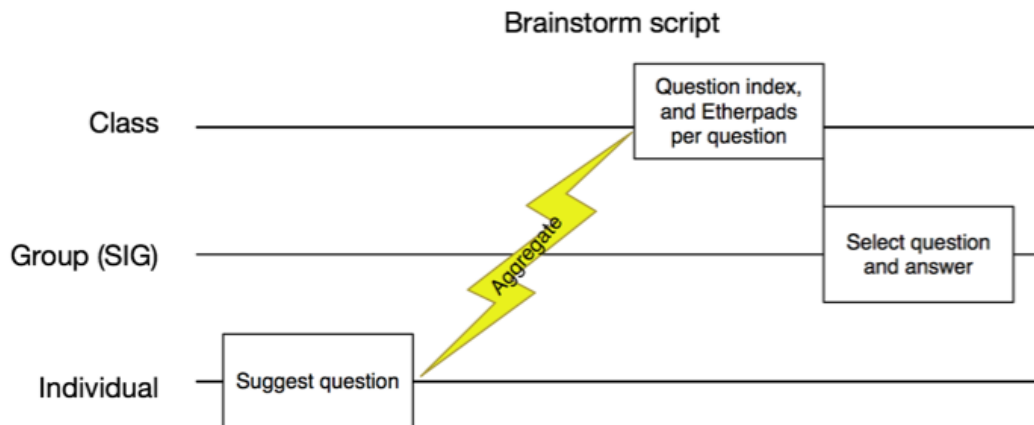 Brainstorm script
Class
Question index,
and Etherpads
per question
Aggregate
Group (SIG)
Select question
and answer
Individual
Suggest question